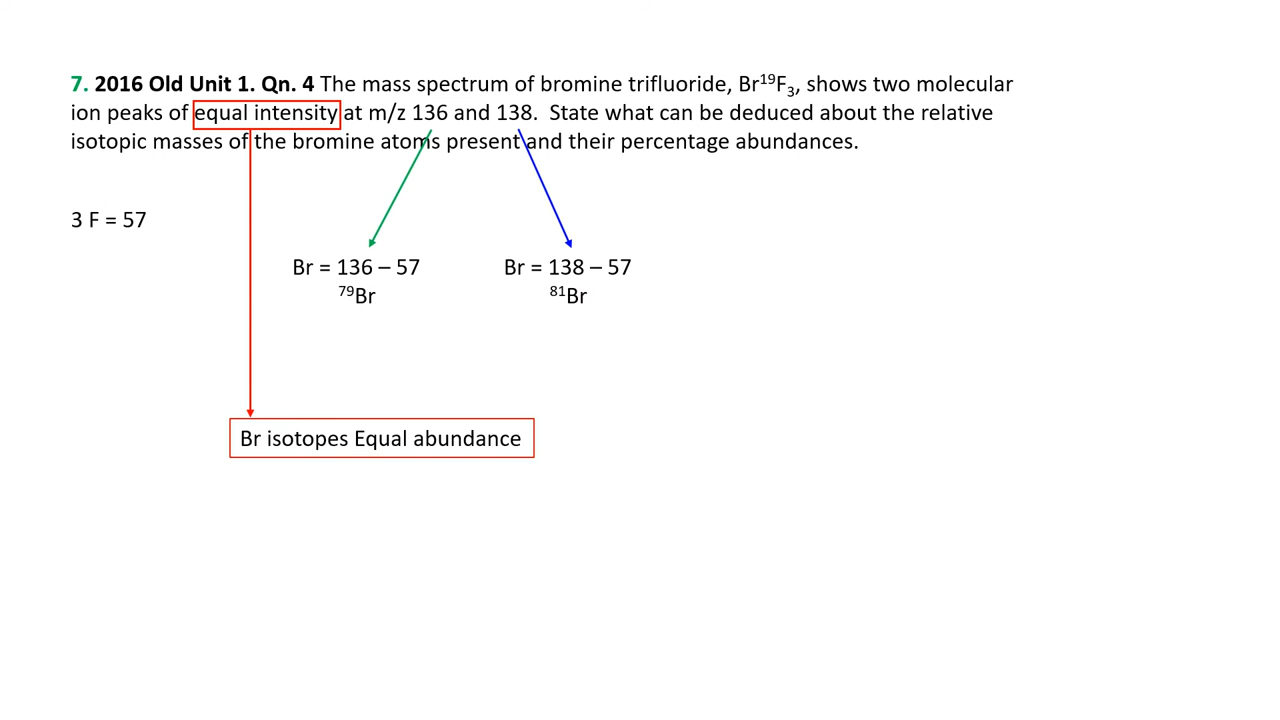 7. 2016 Old Unit 1. Qn. 4 The mass spectrum of bromine trifluoride, Br¹⁹F₃, shows two molecular
ion peaks of equal intensity at m/z 136 and 138. State what can be deduced about the relative
isotopic masses of the bromine atoms present and their percentage abundances.
3 F = 57
Br = 136 – 57
⁷⁹Br
Br = 138 – 57
⁸¹Br
Br isotopes Equal abundance